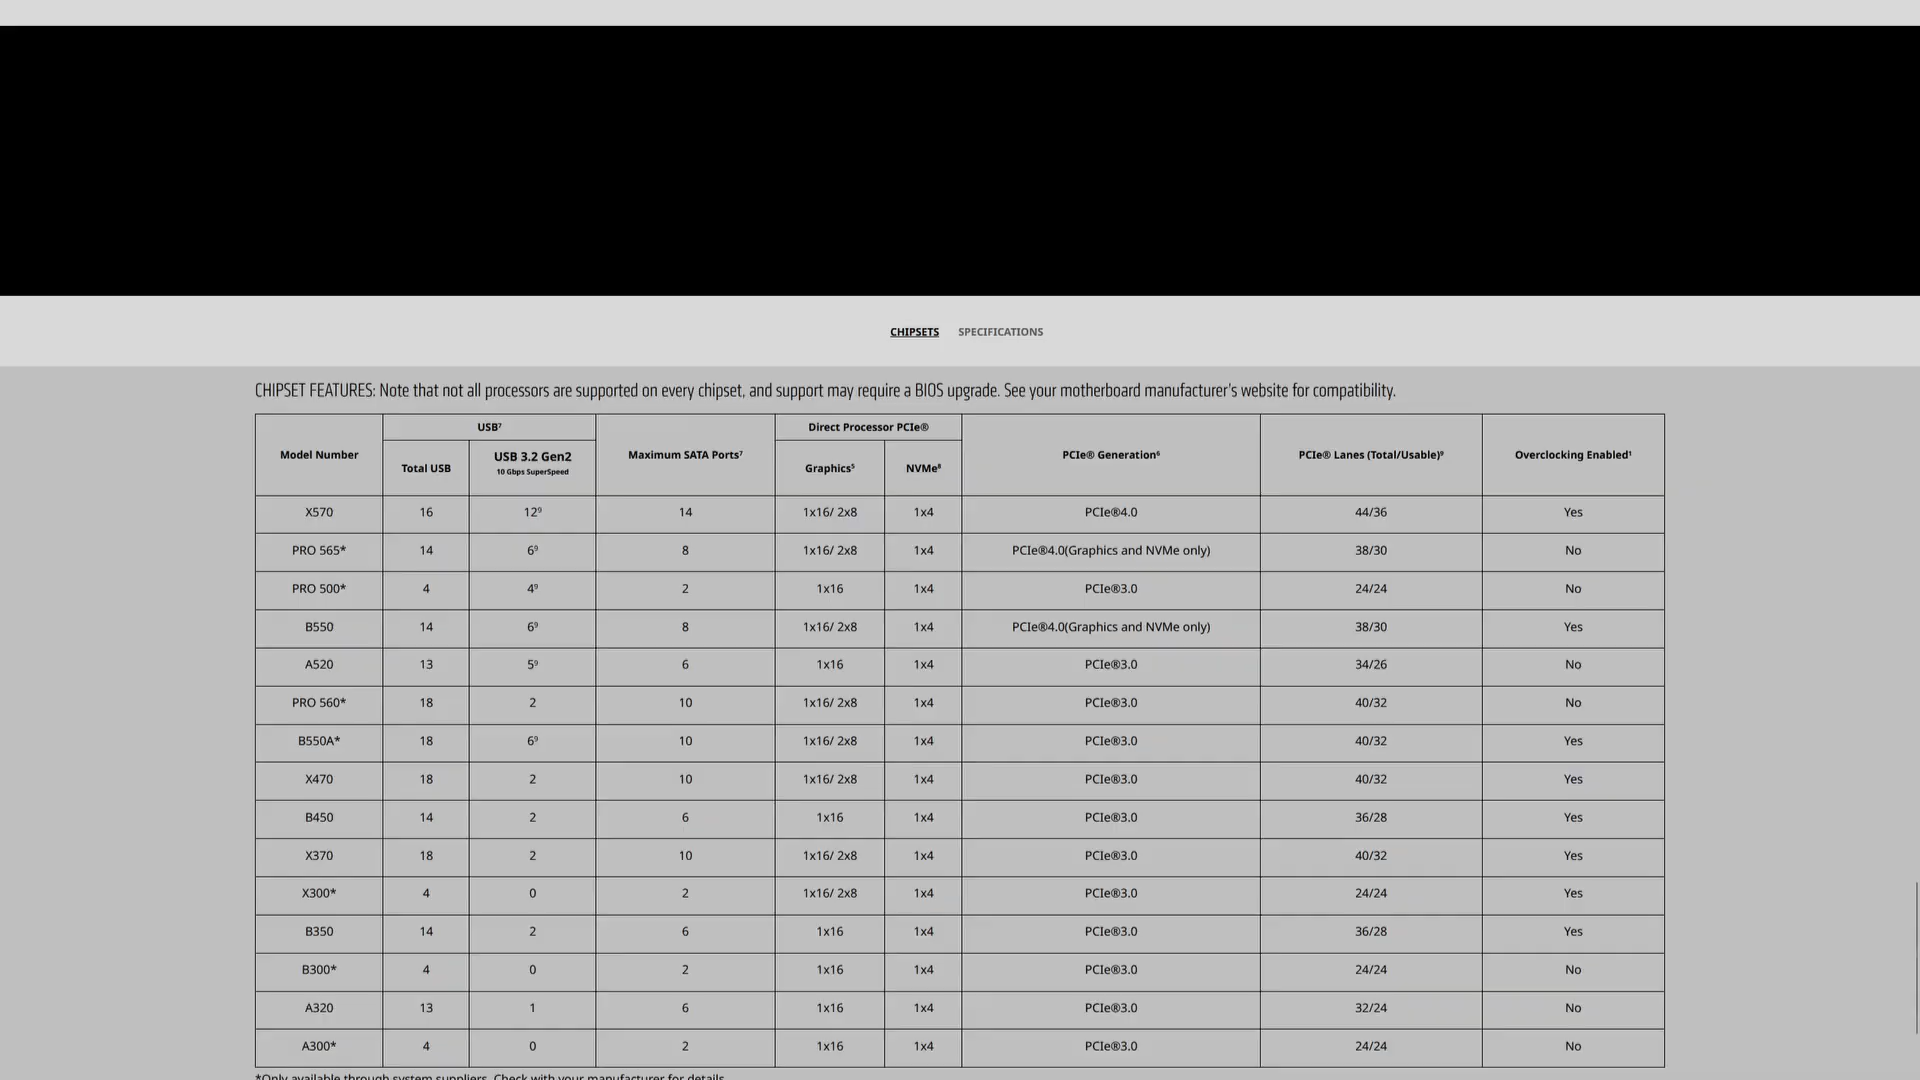 CHIPSETS SPECIFICATIONS
CHIPSET FEATURES: Note that not all processors are supported on every chipset, and support may require a BIOS upgrade. See your motherboard manufacturer's website for compatibility.
USB⁷ Direct Processor PCIe®
Model Number Total USB USB 3.2 Gen2 Maximum SATA Ports⁷ Graphics⁵ NVMe⁸ PCIe® Generation⁶ PCIe® Lanes (Total/Usable)⁹ Overclocking Enabled¹
10 Gbps SuperSpeed
X570 16 12⁹ 14 1x16/ 2x8 1x4 PCIe®4.0 44/36 Yes
PRO 565* 14 6⁹ 8 1x16/ 2x8 1x4 PCIe®4.0(Graphics and NVMe only) 38/30 No
PRO 500* 4 4⁹ 2 1x16 1x4 PCIe®3.0 24/24 No
B550 14 6⁹ 8 1x16/ 2x8 1x4 PCIe®4.0(Graphics and NVMe only) 38/30 Yes
A520 13 5⁹ 6 1x16 1x4 PCIe®3.0 34/26 No
PRO 560* 18 2 10 1x16/ 2x8 1x4 PCIe®3.0 40/32 No
B550A* 18 6⁹ 10 1x16/ 2x8 1x4 PCIe®3.0 40/32 Yes
X470 18 2 10 1x16/ 2x8 1x4 PCIe®3.0 40/32 Yes
B450 14 2 6 1x16 1x4 PCIe®3.0 36/28 Yes
X370 18 2 10 1x16/ 2x8 1x4 PCIe®3.0 40/32 Yes
X300* 4 0 2 1x16/ 2x8 1x4 PCIe®3.0 24/24 Yes
B350 14 2 6 1x16 1x4 PCIe®3.0 36/28 Yes
B300* 4 0 2 1x16 1x4 PCIe®3.0 24/24 No
A320 13 1 6 1x16 1x4 PCIe®3.0 32/24 No
A300* 4 0 2 1x16 1x4 PCIe®3.0 24/24 No
*Only available through system suppliers. Check with your manufacturer for details.